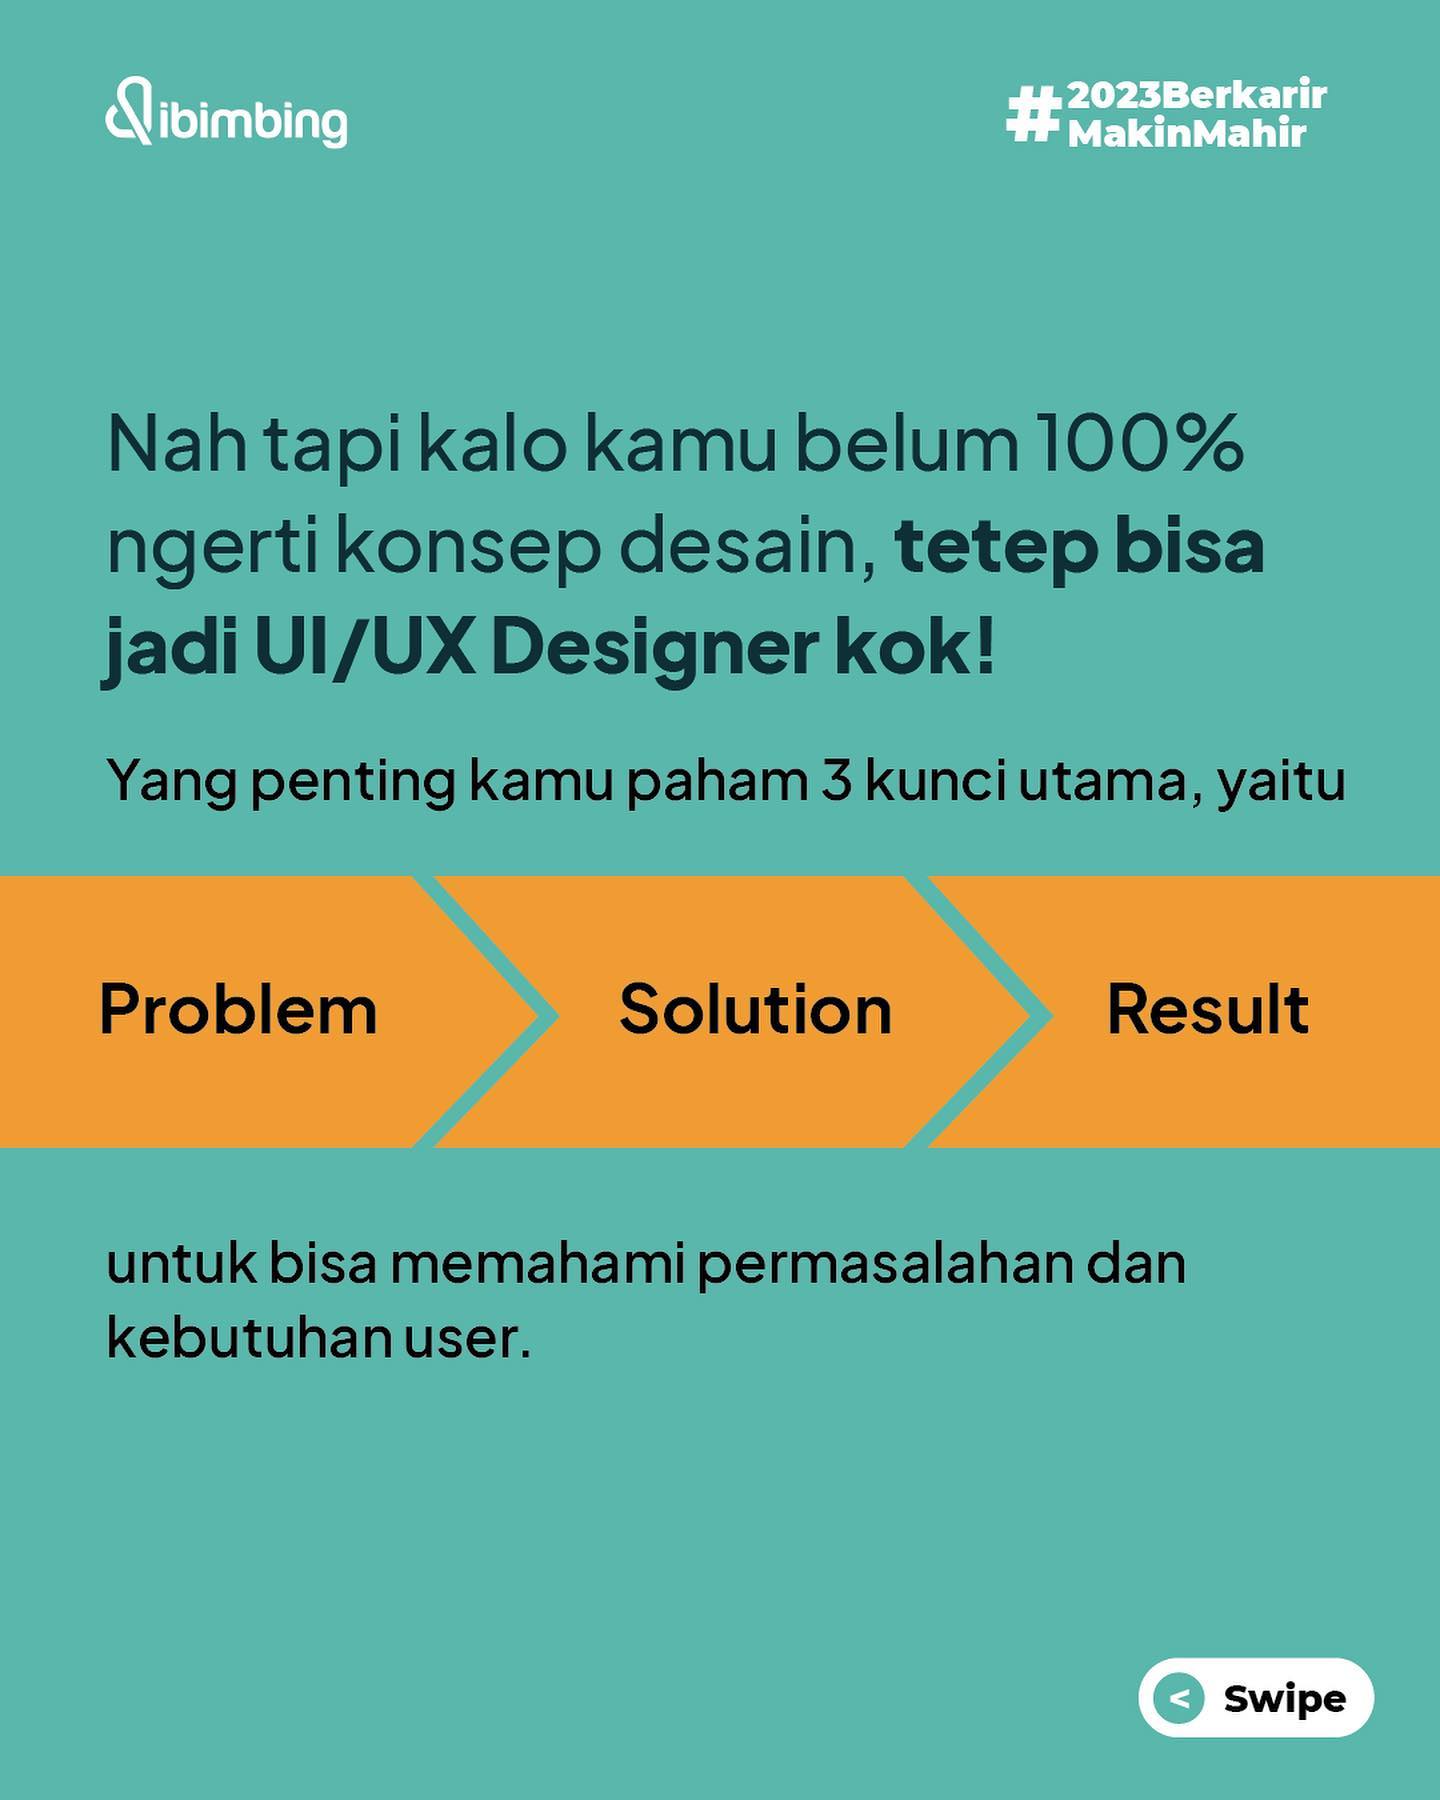 dibimbing
#2023Berkarir
MakinMahir
Nah tapi kalo kamu belum 100%
ngerti konsep desain, tetep bisa
jadi UI/UX Designer kok!
Yang penting kamu paham 3 kunci utama, yaitu
Problem
Solution
Result
untuk bisa memahami permasalahan dan
kebutuhan user.
< Swipe